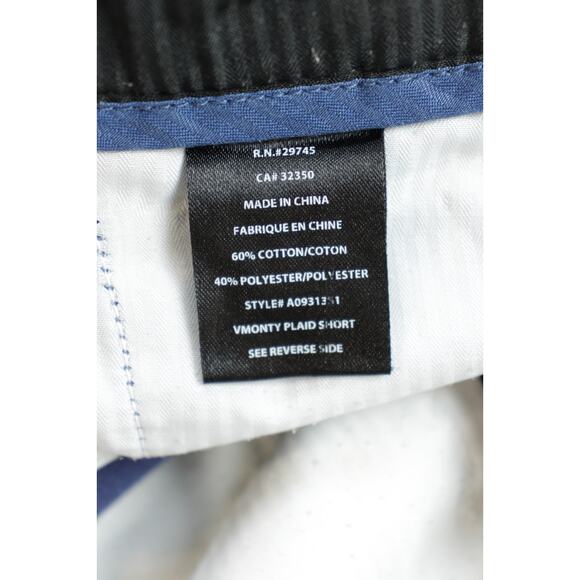 R.N.#29745
CA# 32350
MADE IN CHINA
FABRIQUE EN CHINE
60% COTTON/COTON
40% POLYESTER/POLYESTER
STYLE#
VMONTY PLAID SHORT
SEE REVERSE SIDE